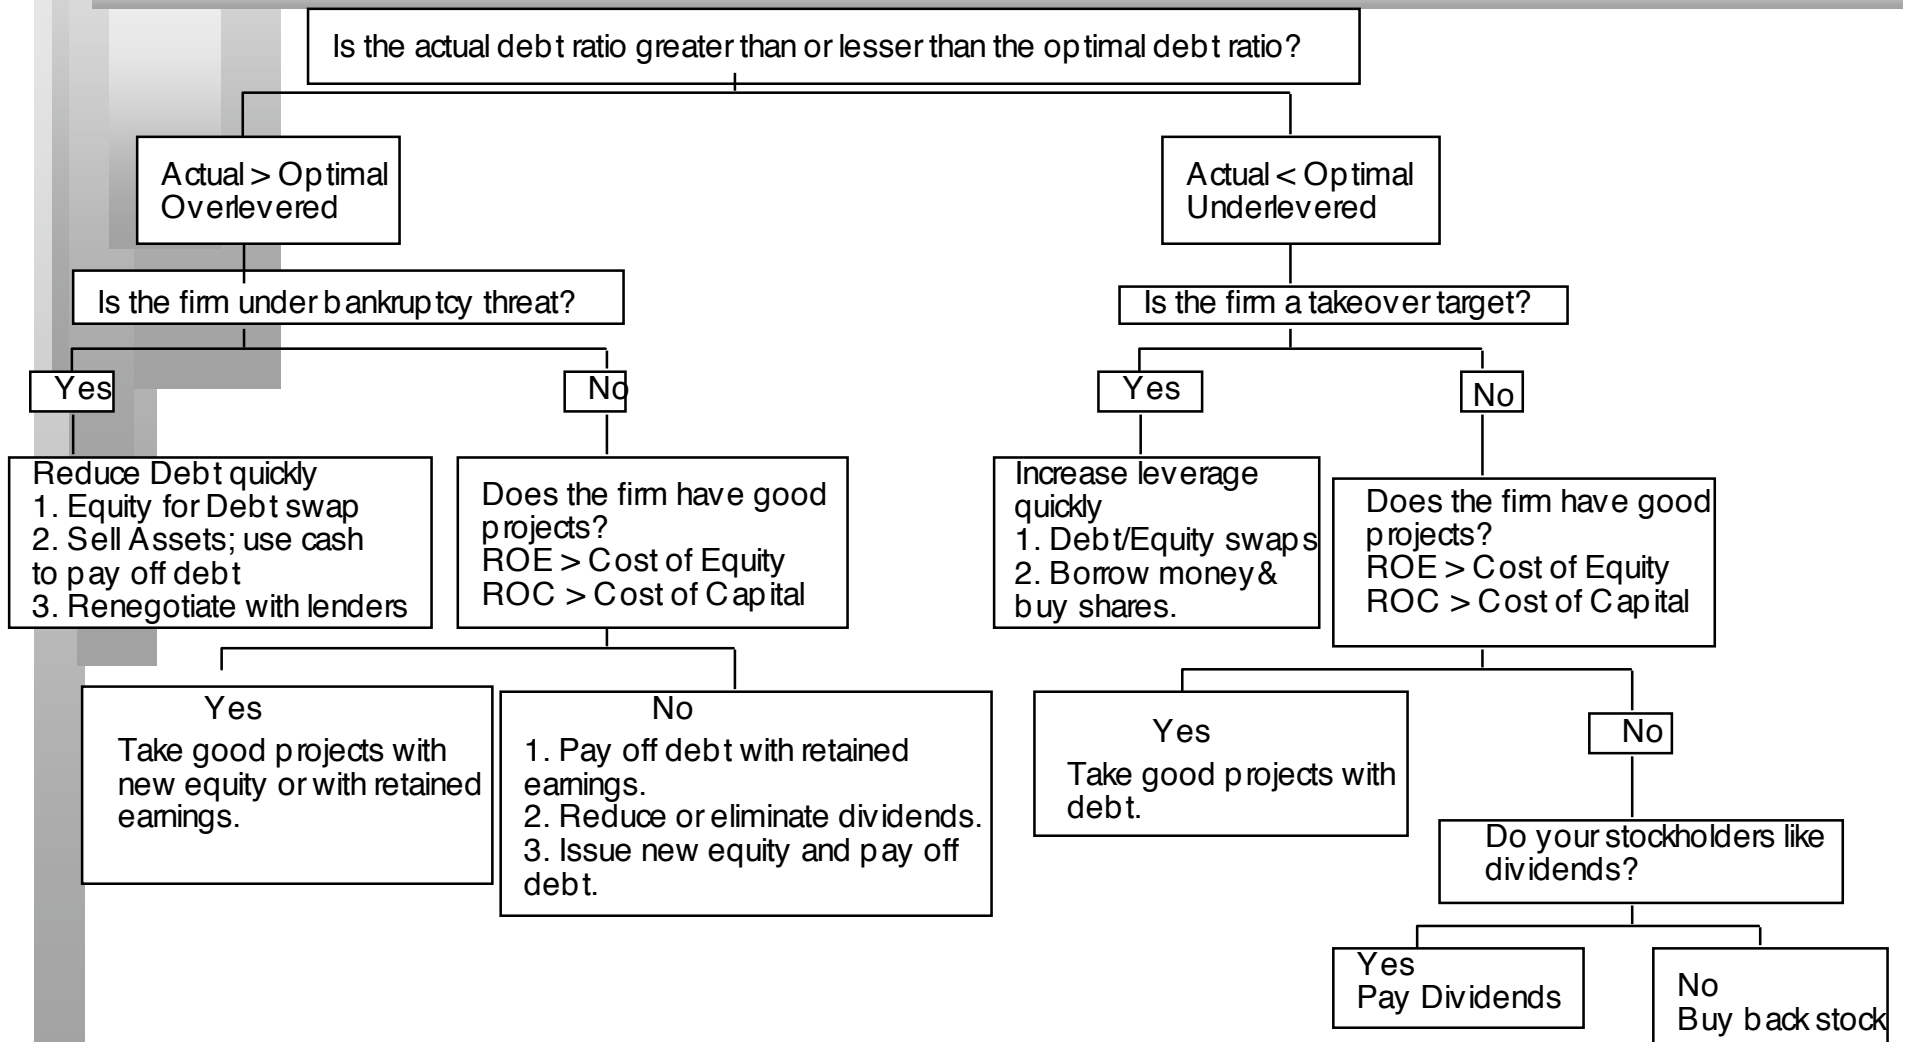 Is the actual debt ratio greater than or lesser than the optimal debt ratio?
Actual > Optimal
Overlevered
Actual < Optimal
Underlevered
Is the firm under bankruptcy threat?
Is the firm a takeover target?
Yes
No
Yes
No
Reduce Debt quickly
1. Equity for Debt swap
2. Sell Assets; use cash
to pay off debt
3. Renegotiate with lenders
Does the firm have good
projects?
ROE > Cost of Equity
ROC > Cost of Capital
Increase leverage
quickly
1. Debt/Equity swaps
2. Borrow money&
buy shares.
Does the firm have good
projects?
ROE > Cost of Equity
ROC > Cost of Capital
Yes
Take good projects with
new equity or with retained
earnings.
No
1. Pay off debt with retained
earnings.
2. Reduce or eliminate dividends.
3. Issue new equity and pay off
debt.
Yes
Take good projects with
debt.
No
Do your stockholders like
dividends?
Yes
Pay Dividends
No
Buy back stock